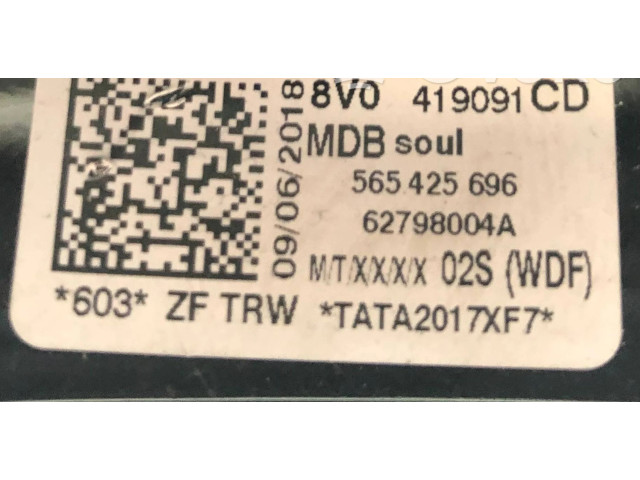 8V0 419091 CD
MDB soul
565 425 696
62798004A
M/T/X/X/X/X 02S (WDF)
09/06/2018
*603* ZF TRW *TATA2017XF7*